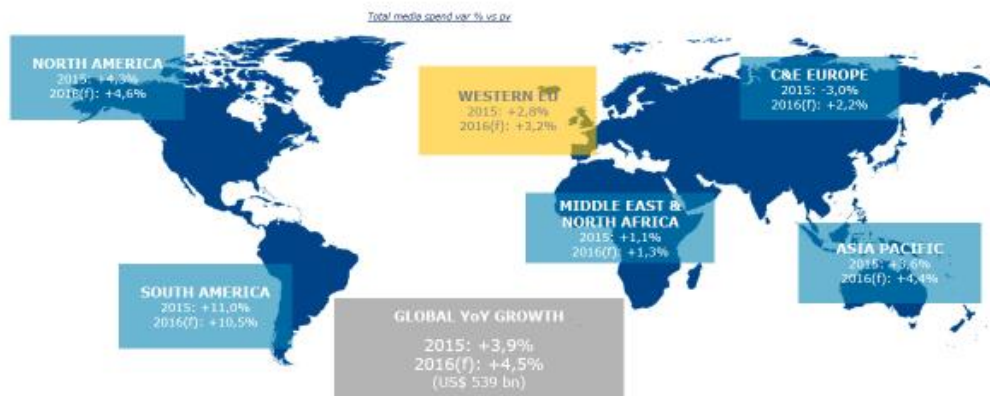 Total media spend var % vs py
NORTH AMERICA
2015: +4,3%
2016(f): +4,6%
WESTERN EU
2015: +2,8%
2016(f): +3,2%
C&E EUROPE
2015: -3,0%
2016(f): +2,2%
MIDDLE EAST &
NORTH AFRICA
2015: +1,1%
2016(f): +1,3%
ASIA PACIFIC
2015: +3,6%
2016(f): +4,4%
SOUTH AMERICA
2015: +11,0%
2016(f): +10,5%
GLOBAL YoY GROWTH
2015: +3,9%
2016(f): +4,5%
(US$ 539 bn)